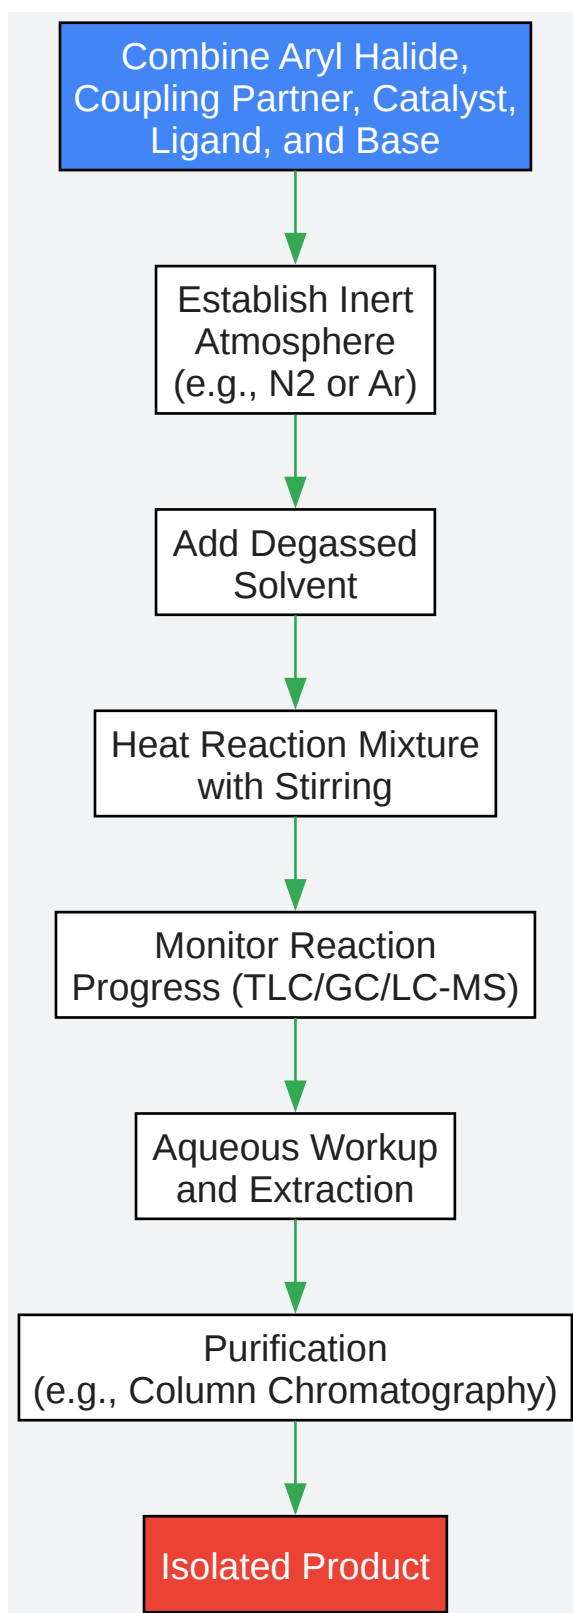 Combine Aryl Halide,
Coupling Partner, Catalyst,
Ligand, and Base
Establish Inert
Atmosphere
(e.g., N2 or Ar)
Add Degassed
Solvent
Heat Reaction Mixture
with Stirring
Monitor Reaction
Progress (TLC/GC/LC-MS)
Aqueous Workup
and Extraction
Purification
(e.g., Column Chromatography)
Isolated Product